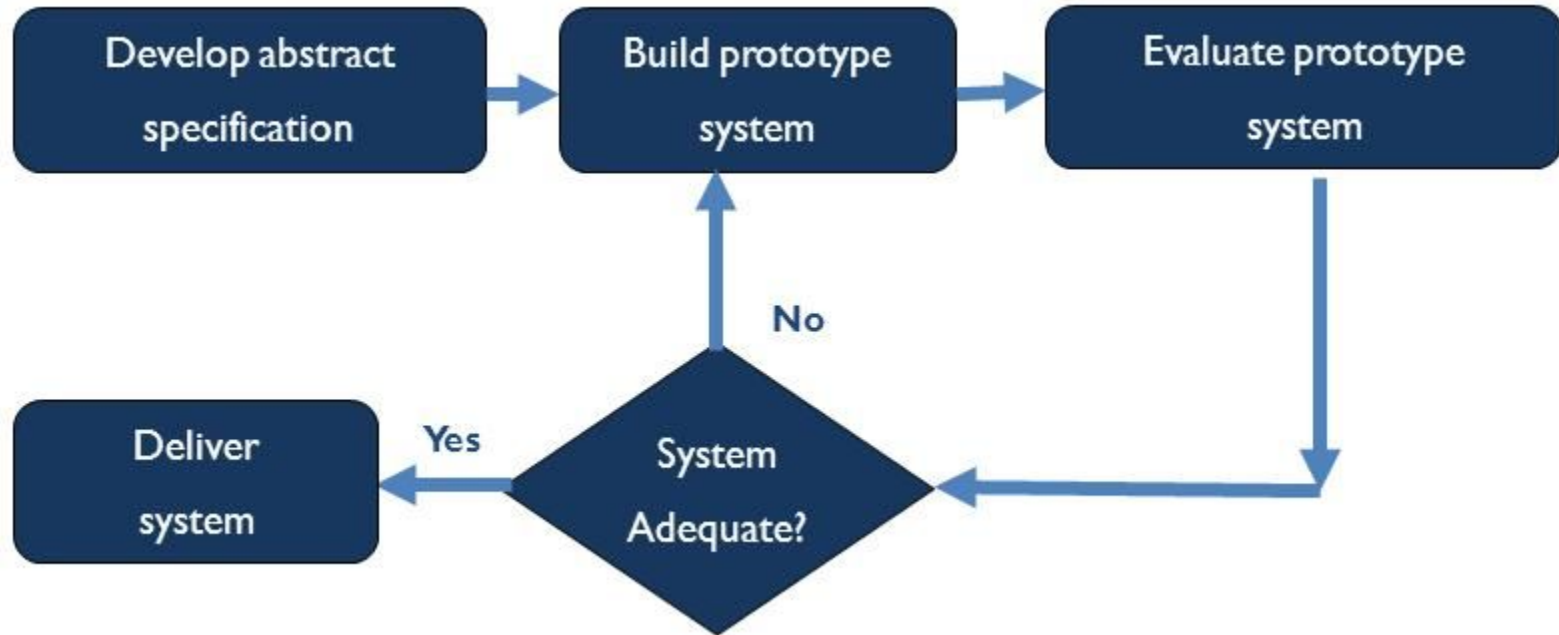 Develop abstract
specification
Build prototype
system
Evaluate prototype
system
No
Yes
System
Adequate?
Deliver
system